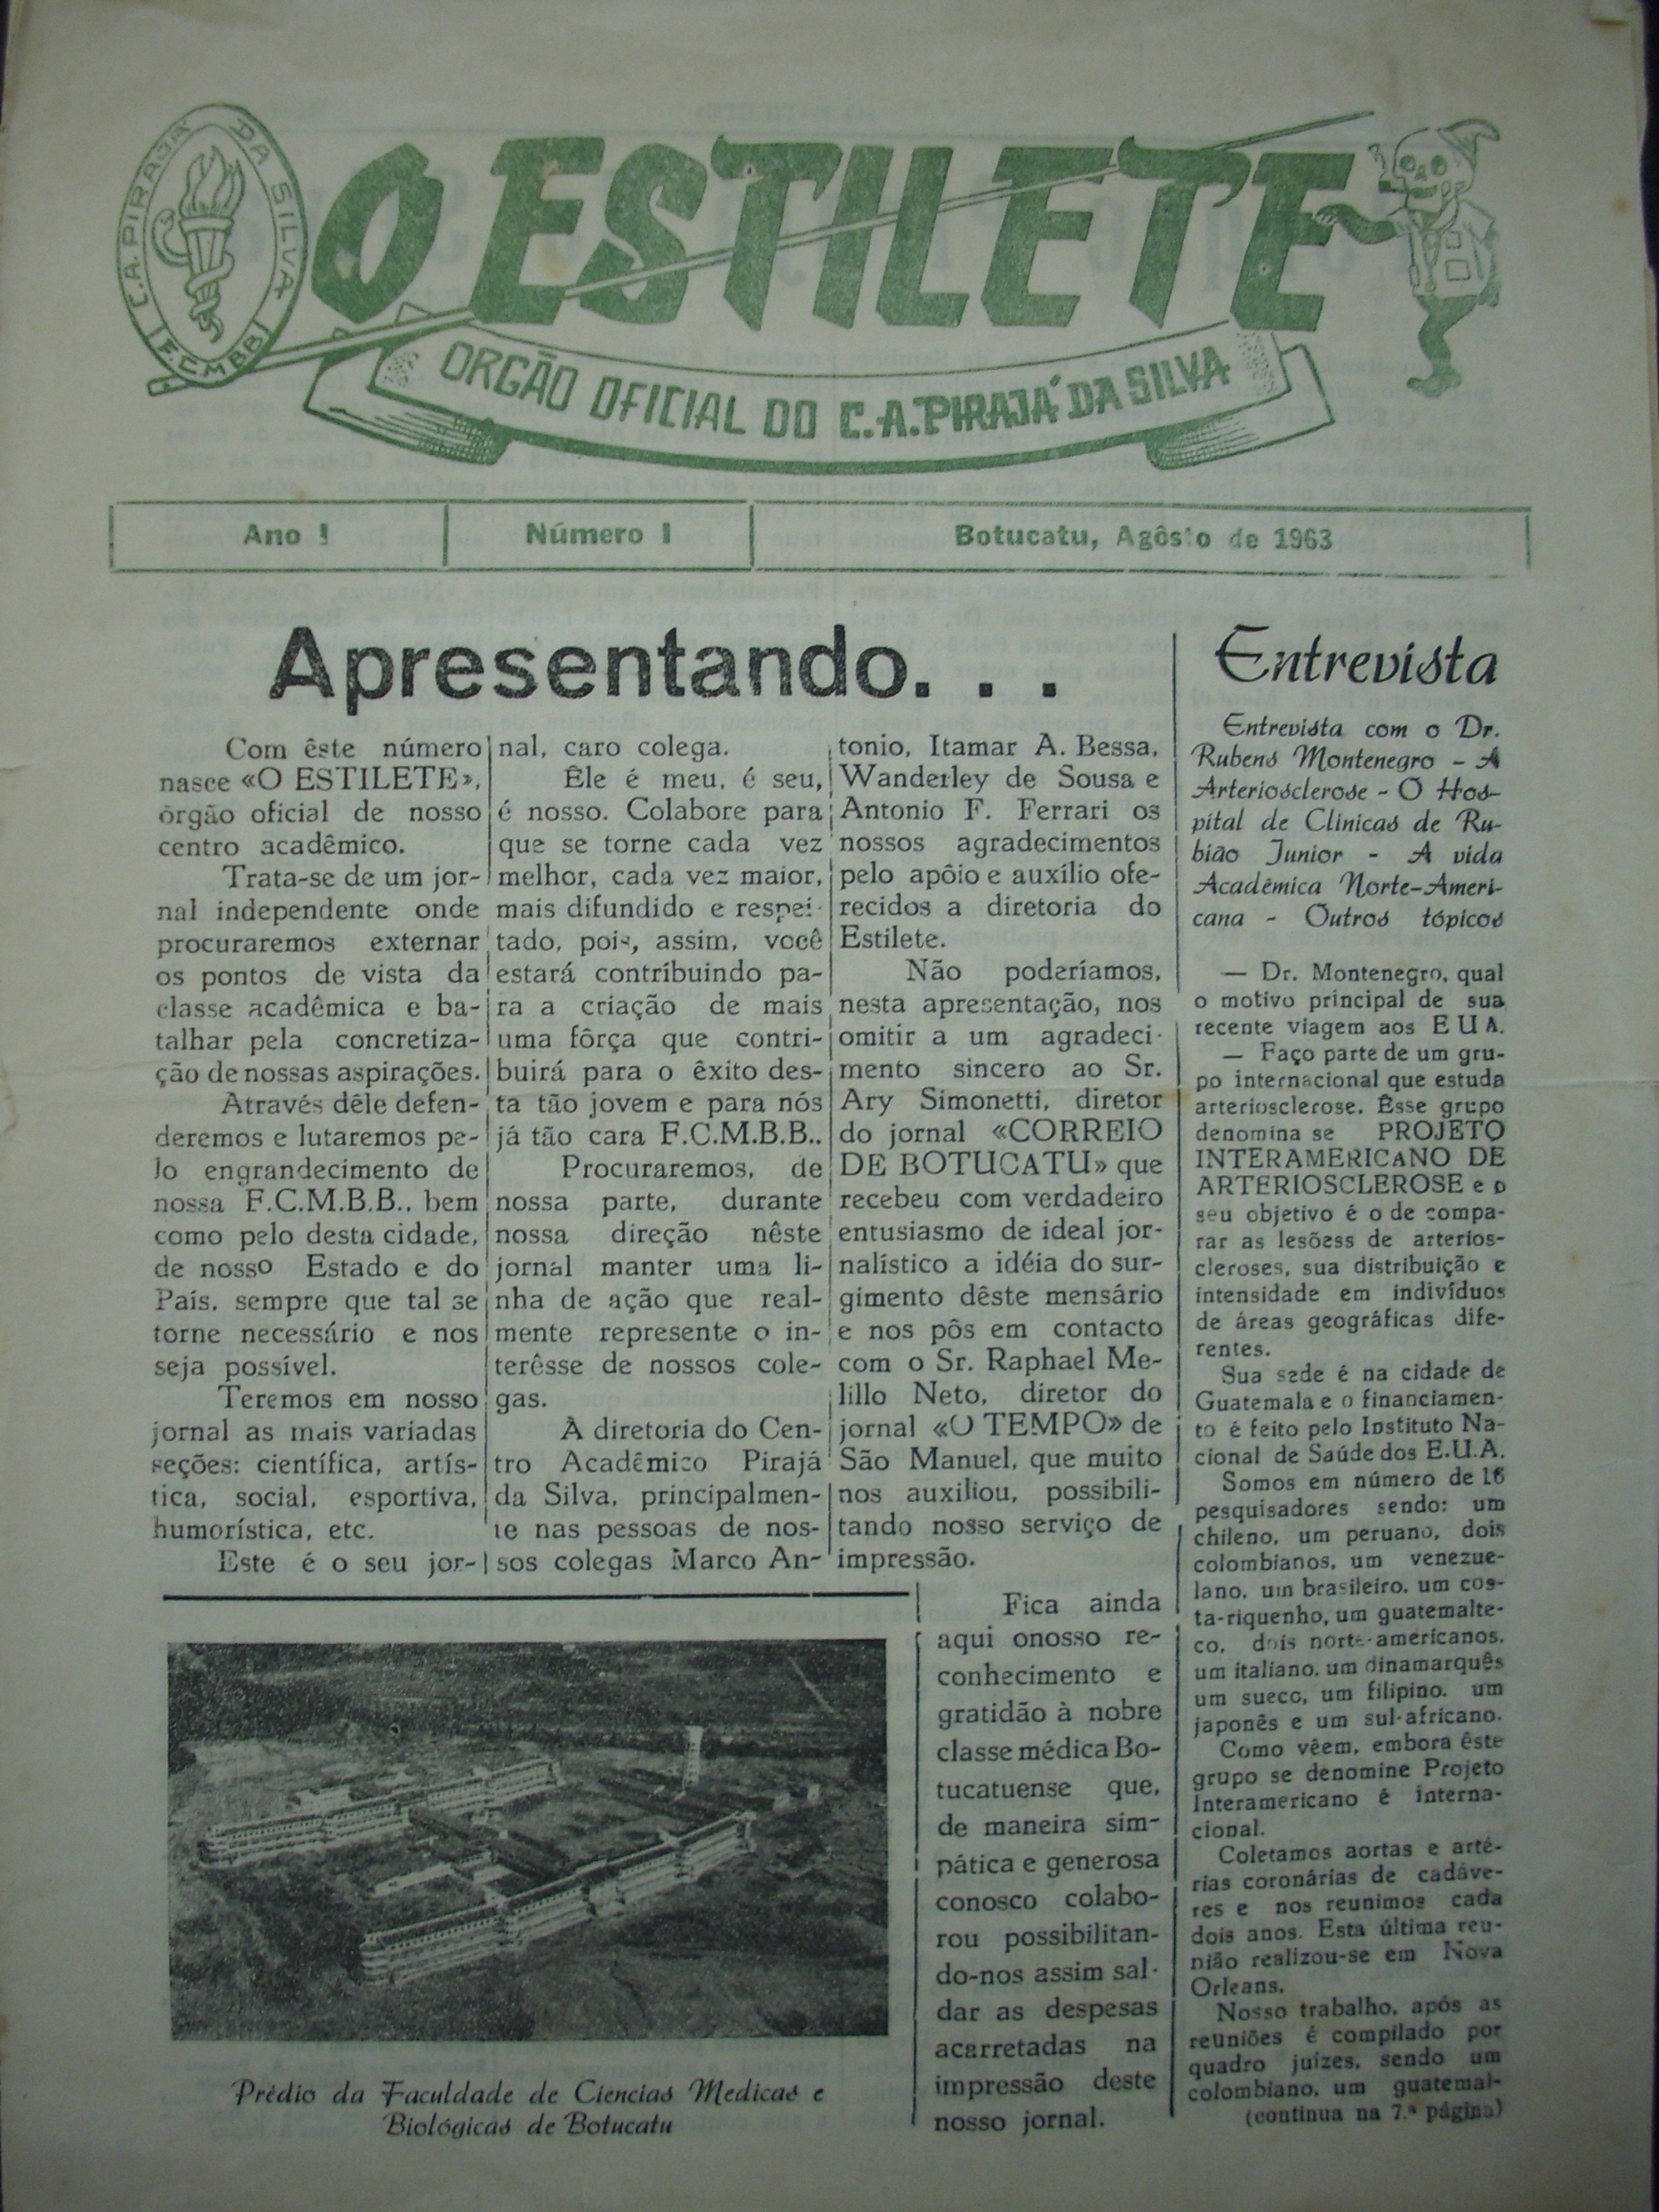 C.A. PIRAJÁ DA SILVA
F.C.M.B.B.
O ESTILETE
ORGÃO OFICIAL DO C.A. PIRAJÁ DA SILVA
Ano I
Número I
Botucatu, Agôsto de 1963
Apresentando. . .
Com êste número
nasce «O ESTILETE»,
órgão oficial de nosso
centro acadêmico.
Trata-se de um jor-
nal independente onde
procuraremos externar
os pontos de vista da
classe acadêmica e ba-
talhar pela concretiza-
ção de nossas aspirações.
Através dêle defen-
deremos e lutaremos pe-
lo engrandecimento de
nossa F.C.M.B.B., bem
como pelo desta cidade,
de nosso Estado e do
País, sempre que tal se
torne necessário e nos
seja possível.
Teremos em nosso
jornal as mais variadas
seções: científica, artís-
tica, social, esportiva,
humorística, etc.
Este é o seu jor-
nal, caro colega.
Êle é meu, é seu,
é nosso. Colabore para
que se torne cada vez
melhor, cada vez maior,
mais difundido e respei-
tado, pois, assim, você
estará contribuindo pa-
ra a criação de mais
uma fôrça que contri-
buirá para o êxito des-
ta tão jovem e para nós
já tão cara F.C.M.B.B..
Procuraremos, de
nossa parte, durante
nossa direção nêste
jornal manter uma li-
nha de ação que real-
mente represente o in-
terêsse de nossos cole-
gas.
À diretoria do Cen-
tro Acadêmico Pirajá
da Silva, principalmen-
te nas pessoas de nos-
sos colegas Marco An-
tonio, Itamar A. Bessa,
Wanderley de Sousa e
Antonio F. Ferrari os
nossos agradecimentos
pelo apôio e auxílio ofe-
recidos a diretoria do
Estilete.
Não poderíamos,
nesta apresentação, nos
omitir a um agradeci-
mento sincero ao Sr.
Ary Simonetti, diretor
do jornal «CORREIO
DE BOTUCATU» que
recebeu com verdadeiro
entusiasmo de ideal jor-
nalístico a idéia do sur-
gimento dêste mensário
e nos pôs em contacto
com o Sr. Raphael Me-
lillo Neto, diretor do
jornal «O TEMPO» de
São Manuel, que muito
nos auxiliou, possibili-
tando nosso serviço de
impressão.
Fica ainda
aqui onosso re-
conhecimento e
gratidão à nobre
classe médica Bo-
tucatuense que,
de maneira sim-
pática e generosa
conosco colabo-
rou possibilitan-
do-nos assim sal-
dar as despesas
acarretadas na
impressão deste
nosso jornal.
Prédio da Faculdade de Ciencias Medicas e
Biológicas de Botucatu
Entrevista
Entrevista com o Dr.
Rubens Montenegro - A
Arteriosclerose - O Hos-
pital de Clinicas de Ru-
bião Junior - A vida
Acadêmica Norte-Ameri-
cana - Outros tópicos
— Dr. Montenegro, qual
o motivo principal de sua
recente viagem aos E U A.
— Faço parte de um gru-
po internacional que estuda
arteriosclerose. Êsse grupo
denomina se PROJETO
INTERAMERICANO DE
ARTERIOSCLEROSE e o
seu objetivo é o de compa-
rar as lesõess de arterios-
cleroses, sua distribuição e
intensidade em indivíduos
de áreas geográficas dife-
rentes.
Sua sede é na cidade de
Guatemala e o financiamen-
to é feito pelo Instituto Na-
cional de Saúde dos E.U.A.
Somos em número de 16
pesquisadores sendo: um
chileno, um peruano, dois
colombianos, um venezue-
lano, um brasileiro, um cos-
ta-riquenho, um guatemalte-
co, dois norte-americanos,
um italiano, um dinamarquês
um sueco, um filipino, um
japonês e um sul-africano.
Como vêem, embora êste
grupo se denomine Projeto
Interamericano é interna-
cional.
Coletamos aortas e arté-
rias coronárias de cadáve-
res e nos reunimos cada
dois anos. Esta última reu-
nião realizou-se em Nova
Orleans.
Nosso trabalho, após as
reuniões é compilado por
quadro juízes, sendo um
colombiano, um guatemal-
(continua na 7.ª página)